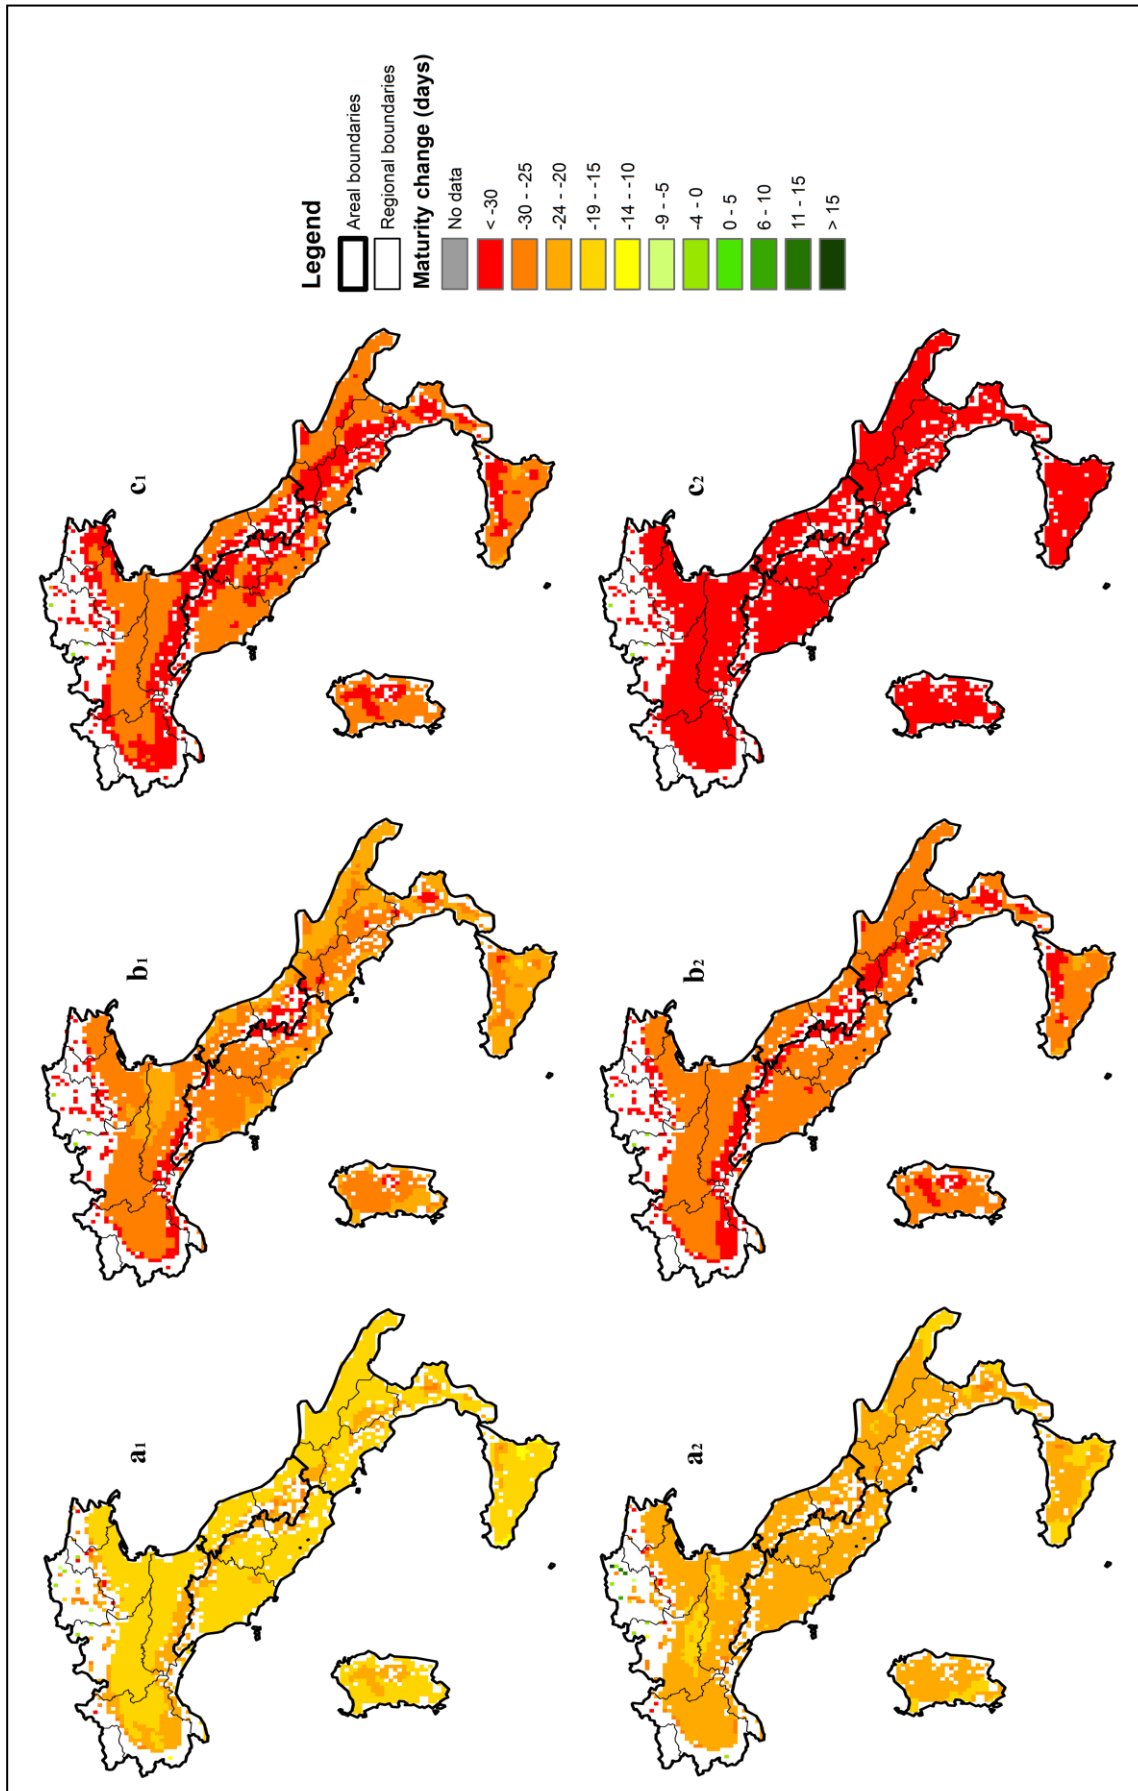 a1
b1
c1
a2
b2
c2
Legend
Areal boundaries
Regional boundaries
Maturity change (days)
No data
< -30
-30 - -25
-24 - -20
-19 - -15
-14 - -10
-9 - -5
-4 - 0
0 - 5
6 - 10
11 - 15
> 15